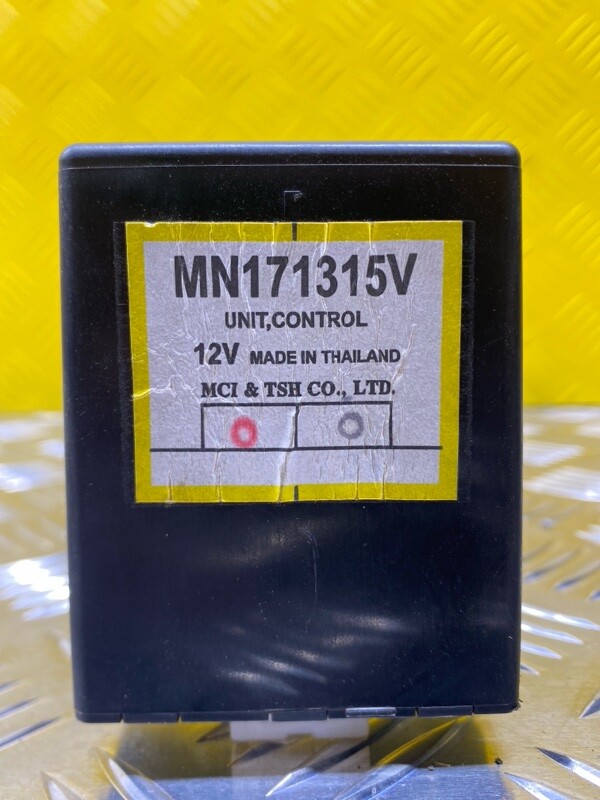 MN171315V
UNIT,CONTROL
12V MADE IN THAILAND
MCI & TSH CO., LTD.